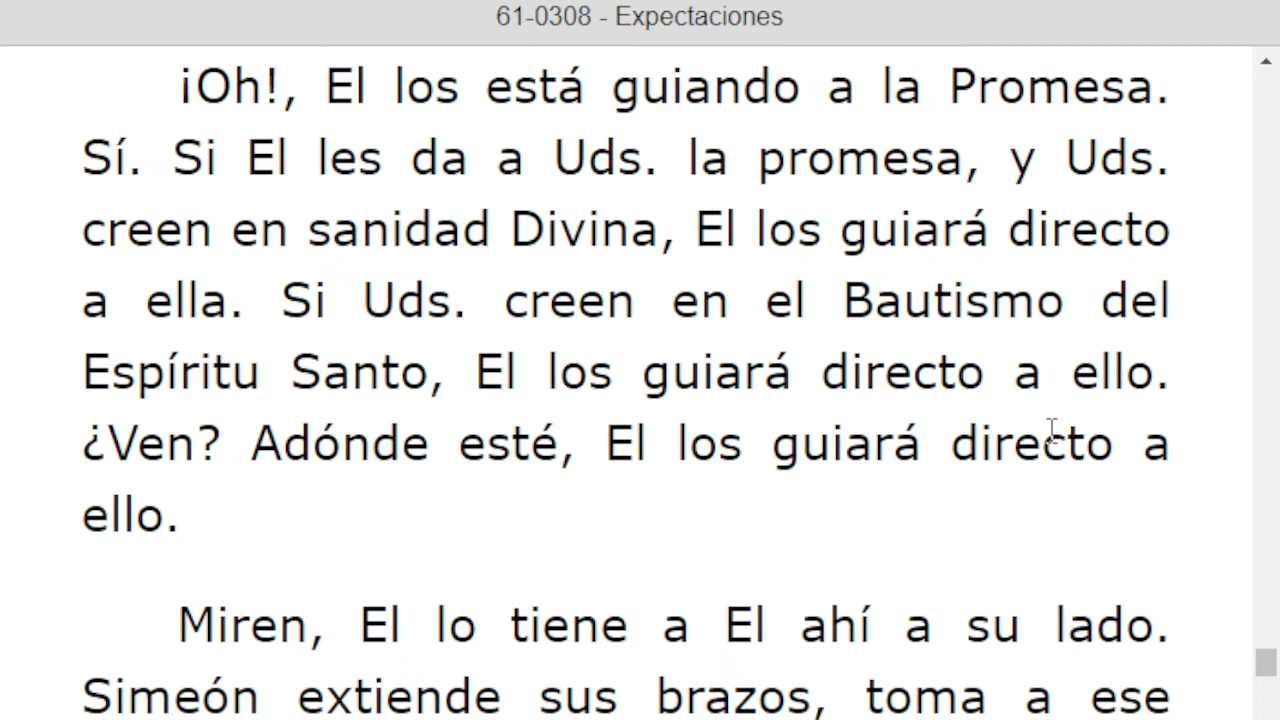 61-0308 - Expectaciones
¡Oh!, El los está guiando a la Promesa.
Sí. Si El les da a Uds. la promesa, y Uds.
creen en sanidad Divina, El los guiará directo
a ella. Si Uds. creen en el Bautismo del
Espíritu Santo, El los guiará directo a ello.
¿Ven? Adónde esté, El los guiará directo a
ello.
Miren, El lo tiene a El ahí a su lado.
Simeón extiende sus brazos, toma a ese